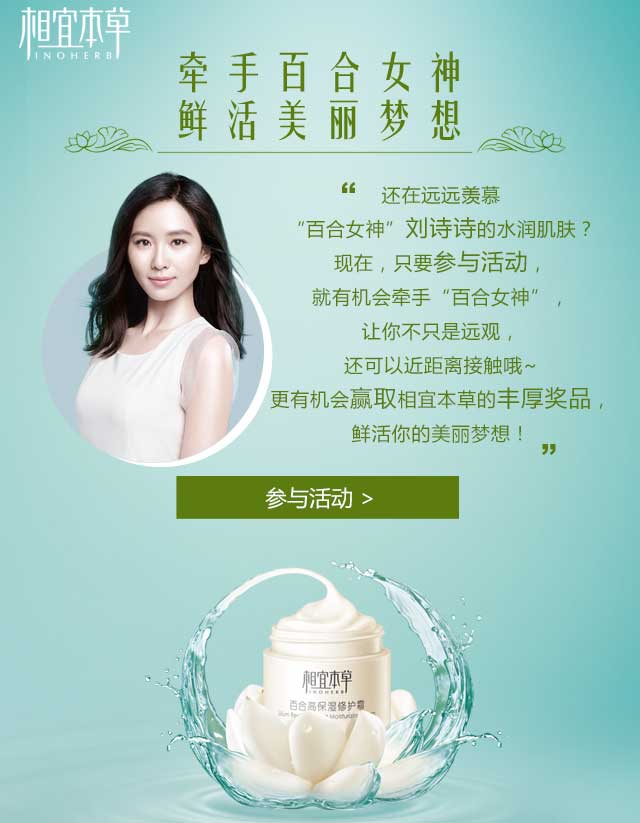 相宜本草
INOHERB
牵手百合女神
鲜活美丽梦想
“ 还在远远羡慕
“百合女神”刘诗诗的水润肌肤？
现在，只要参与活动，
就有机会牵手“百合女神”，
让你不只是远观，
还可以近距离接触哦~
更有机会赢取相宜本草的丰厚奖品，
鲜活你的美丽梦想！ ”
参与活动 >
相宜本草
INOHERB
百合高保湿修护霜